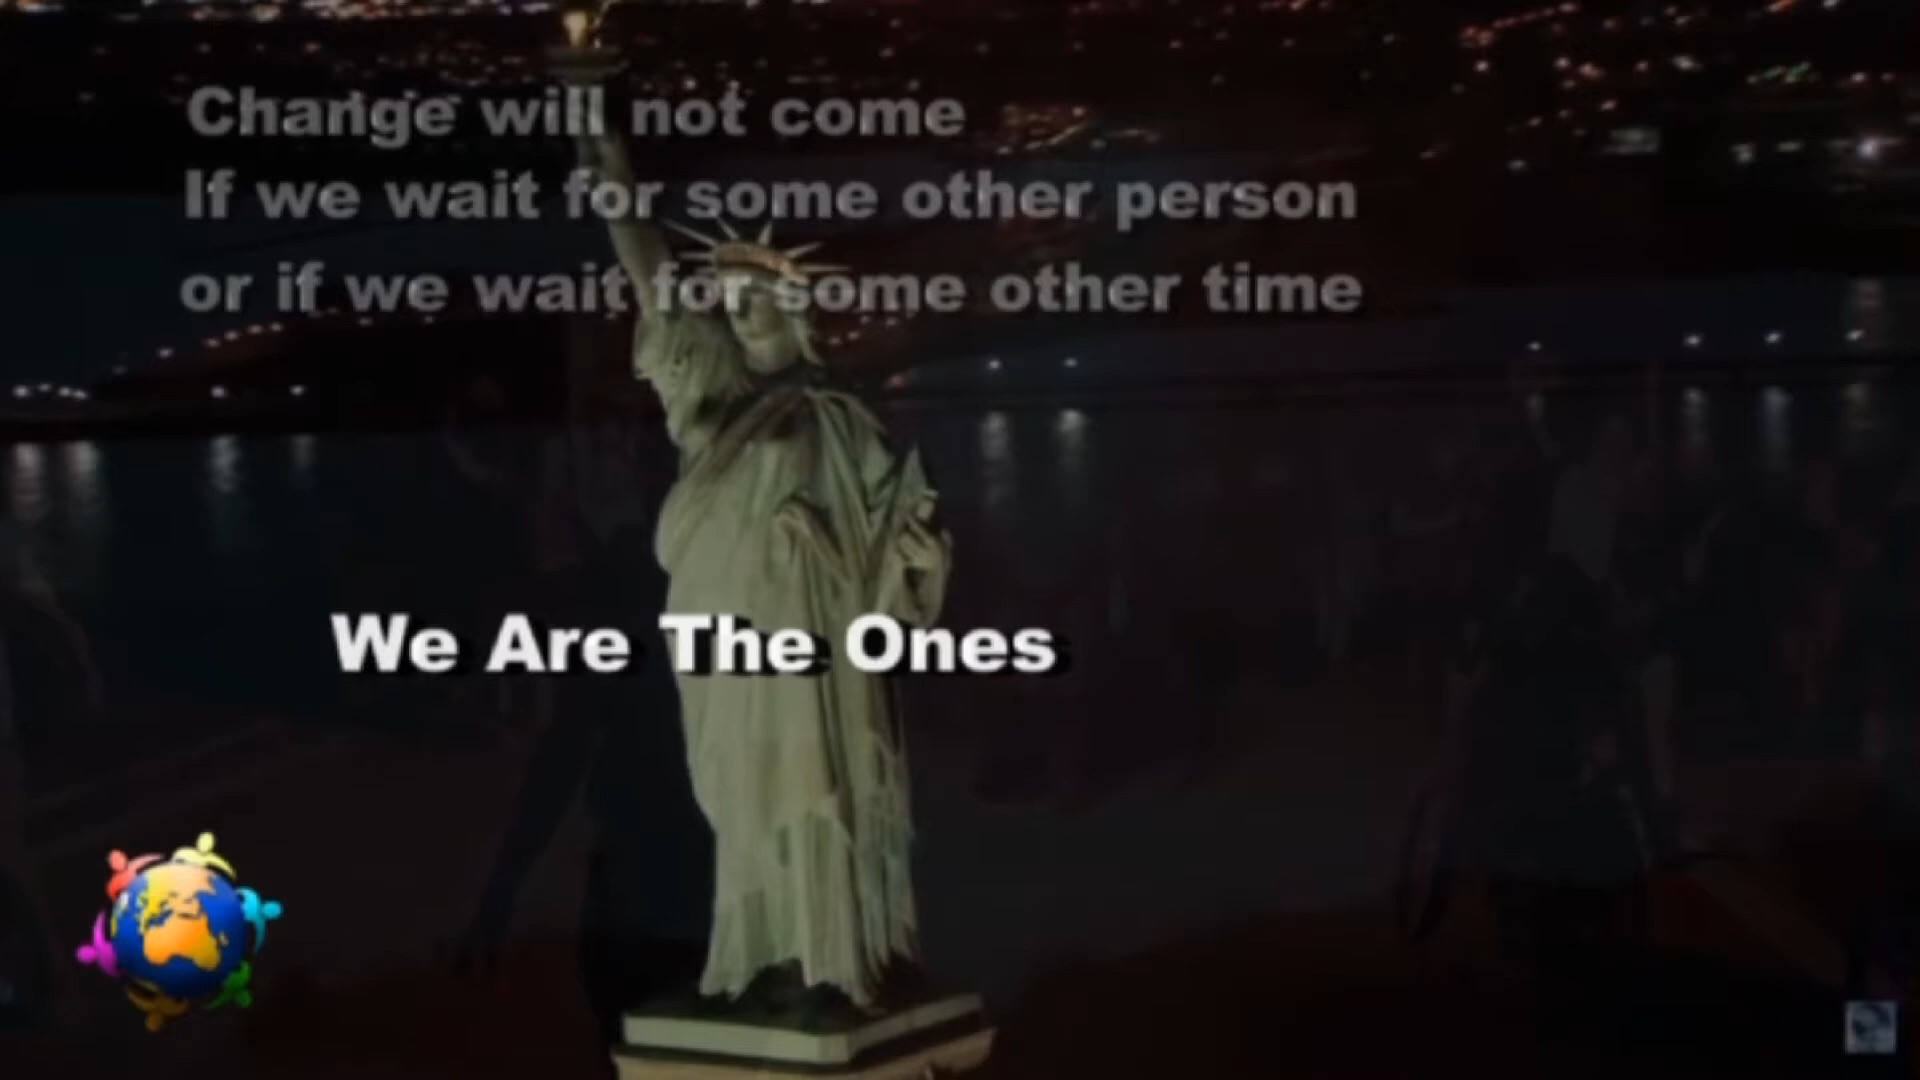 Change will not come
If we wait for some other person
or if we wait for some other time
We Are The Ones